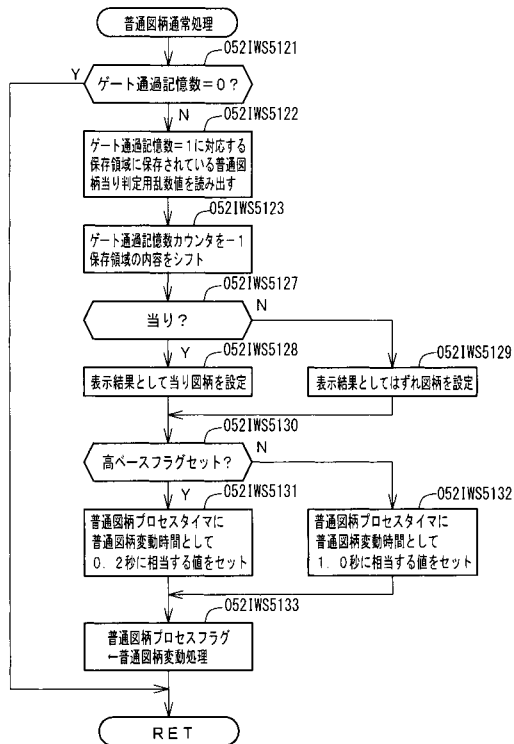 普通図柄通常処理
052IWS5121
Y
ゲート通過記憶数=0?
N
052IWS5122
ゲート通過記憶数=1に対応する
保存領域に保存されている普通図
柄当り判定用乱数値を読み出す
052IWS5123
ゲート通過記憶数カウンタを-1
保存領域の内容をシフト
052IWS5127
当り?
N
Y
052IWS5128
052IWS5129
表示結果として当り図柄を設定
表示結果としてはずれ図柄を設定
052IWS5130
高ベースフラグセット?
N
Y
052IWS5131
052IWS5132
普通図柄プロセスタイマに
普通図柄変動時間として
0.2秒に相当する値をセット
普通図柄プロセスタイマに
普通図柄変動時間として
1.0秒に相当する値をセット
052IWS5133
普通図柄プロセスフラグ
←普通図柄変動処理
RET